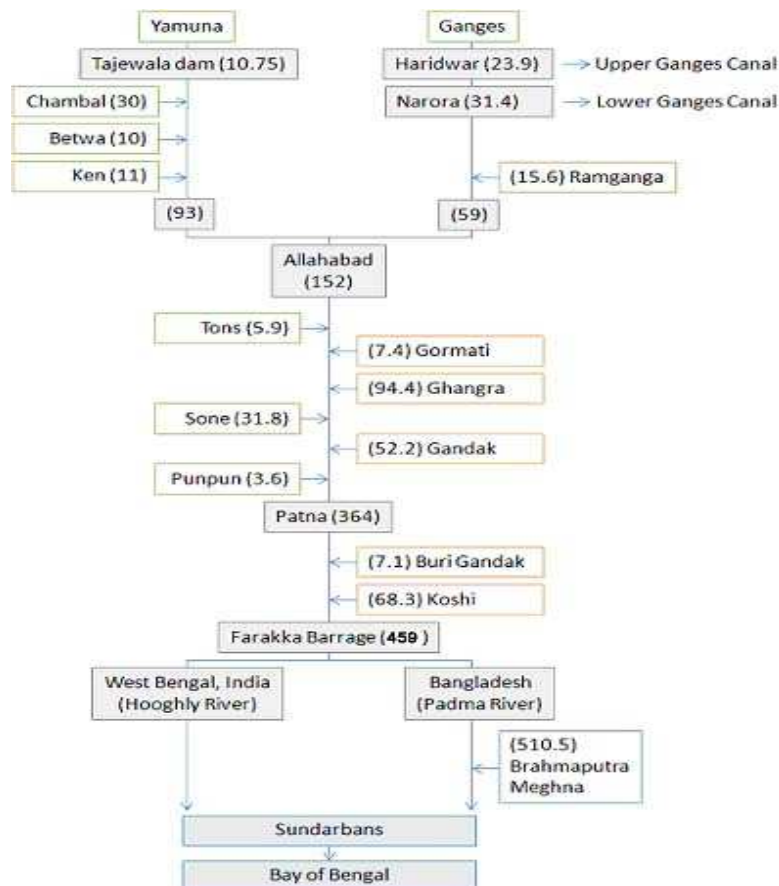 Yamuna
Ganges
Tajewala dam (10.75)
Haridwar (23.9)
Upper Ganges Canal
Chambal (30)
Narora (31.4)
Lower Ganges Canal
Betwa (10)
Ken (11)
(15.6) Ramganga
(93)
(59)
Allahabad
(152)
Tons (5.9)
(7.4) Gormati
(94.4) Ghangra
Sone (31.8)
(52.2) Gandak
Punpun (3.6)
Patna (364)
(7.1) Buri Gandak
(68.3) Koshi
Farakka Barrage (459 )
West Bengal, India
(Hooghly River)
Bangladesh
(Padma River)
(510.5)
Brahmaputra
Meghna
Sundarbans
Bay of Bengal